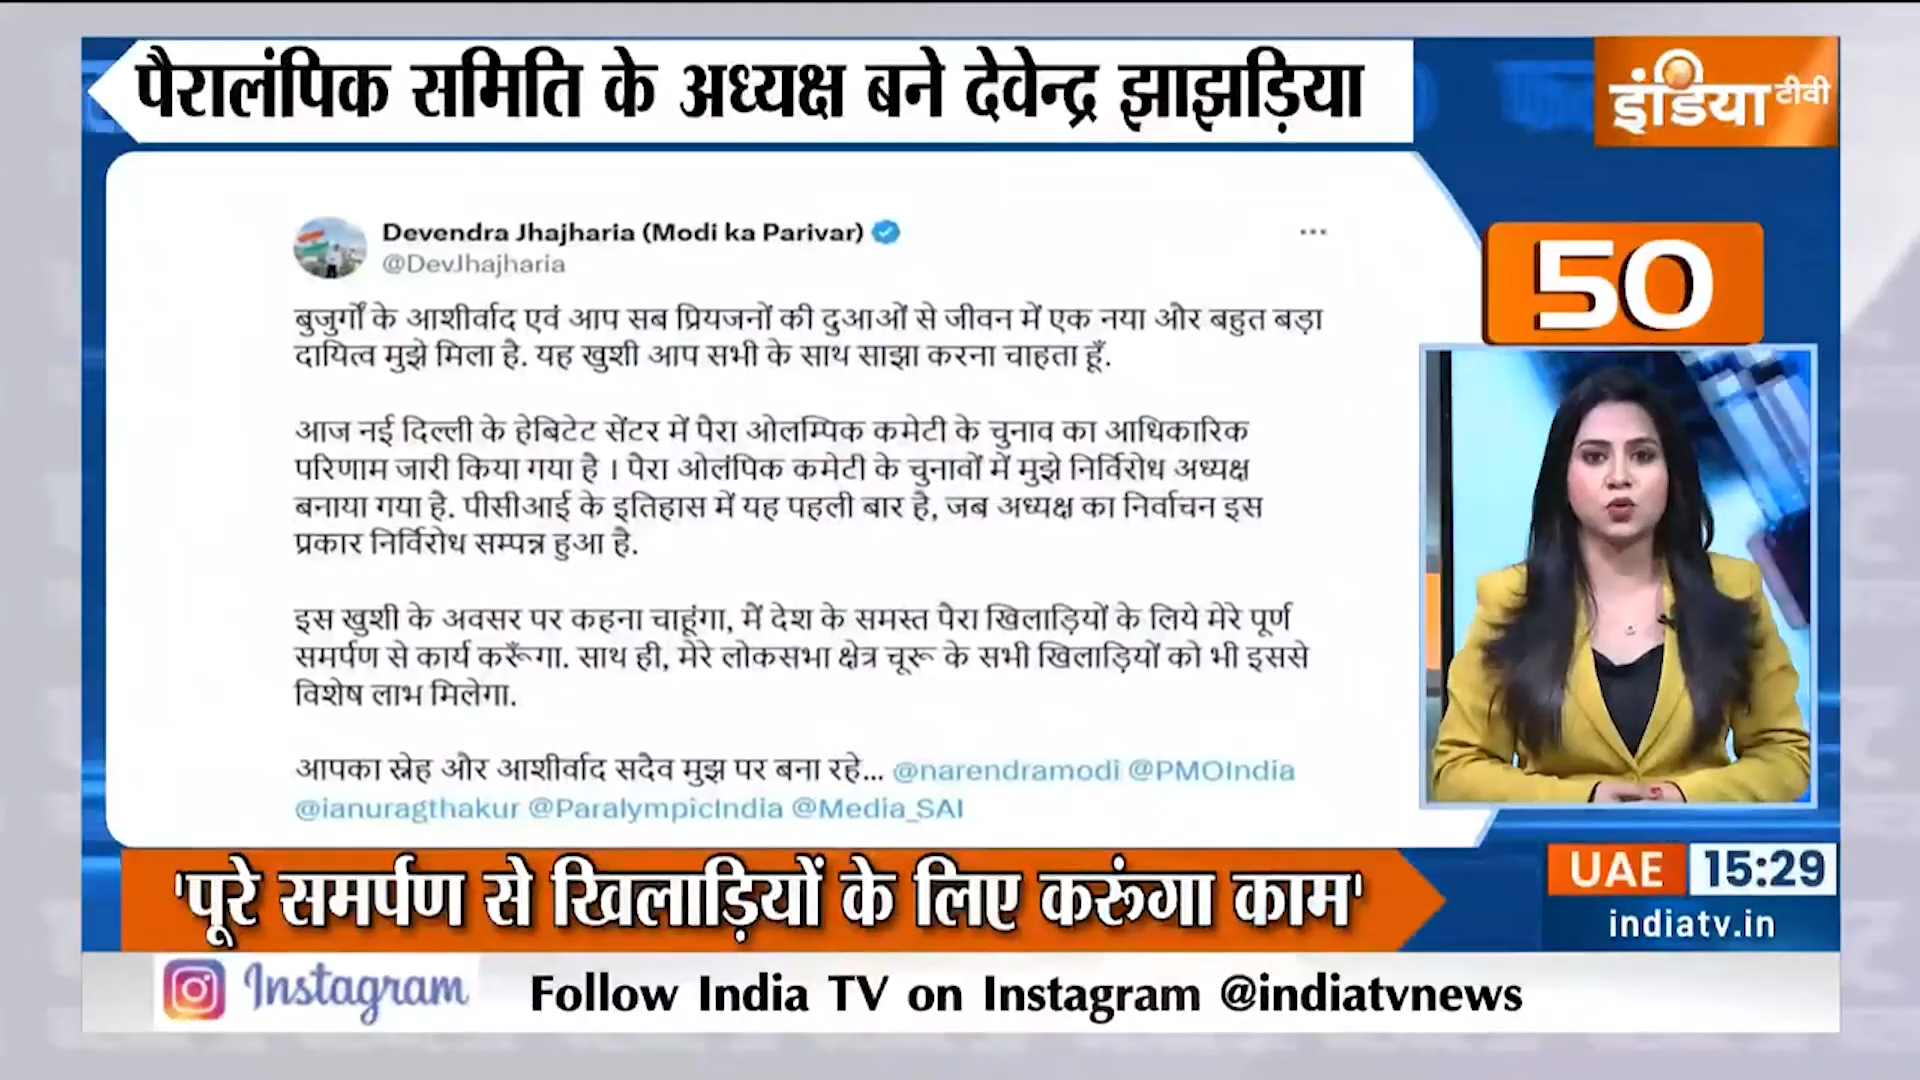 पैरालंपिक समिति के अध्यक्ष बने देवेन्द्र झाझड़िया
इंडिया टीवी
50
Devendra Jhajharia (Modi ka Parivar)
@DevJhajharia
बुजुर्गों के आशीर्वाद एवं आप सब प्रियजनों की दुआओं से जीवन में एक नया और बहुत बड़ा
दायित्व मुझे मिला है. यह खुशी आप सभी के साथ साझा करना चाहता हूँ.
आज नई दिल्ली के हेबिटेट सेंटर में पैरा ओलम्पिक कमेटी के चुनाव का आधिकारिक
परिणाम जारी किया गया है । पैरा ओलंपिक कमेटी के चुनावों में मुझे निर्विरोध अध्यक्ष
बनाया गया है. पीसीआई के इतिहास में यह पहली बार है, जब अध्यक्ष का निर्वाचन इस
प्रकार निर्विरोध सम्पन्न हुआ है.
इस खुशी के अवसर पर कहना चाहूंगा, मैं देश के समस्त पैरा खिलाड़ियों के लिये मेरे पूर्ण
समर्पण से कार्य करूँगा. साथ ही, मेरे लोकसभा क्षेत्र चूरू के सभी खिलाड़ियों को भी इससे
विशेष लाभ मिलेगा.
आपका स्नेह और आशीर्वाद सदैव मुझ पर बना रहे... @narendramodi @PMOIndia
@ianuragthakur @ParalympicIndia @Media_SAI
'पूरे समर्पण से खिलाड़ियों के लिए करुंगा काम'
UAE 15:29
indiatv.in
Instagram Follow India TV on Instagram @indiatvnews